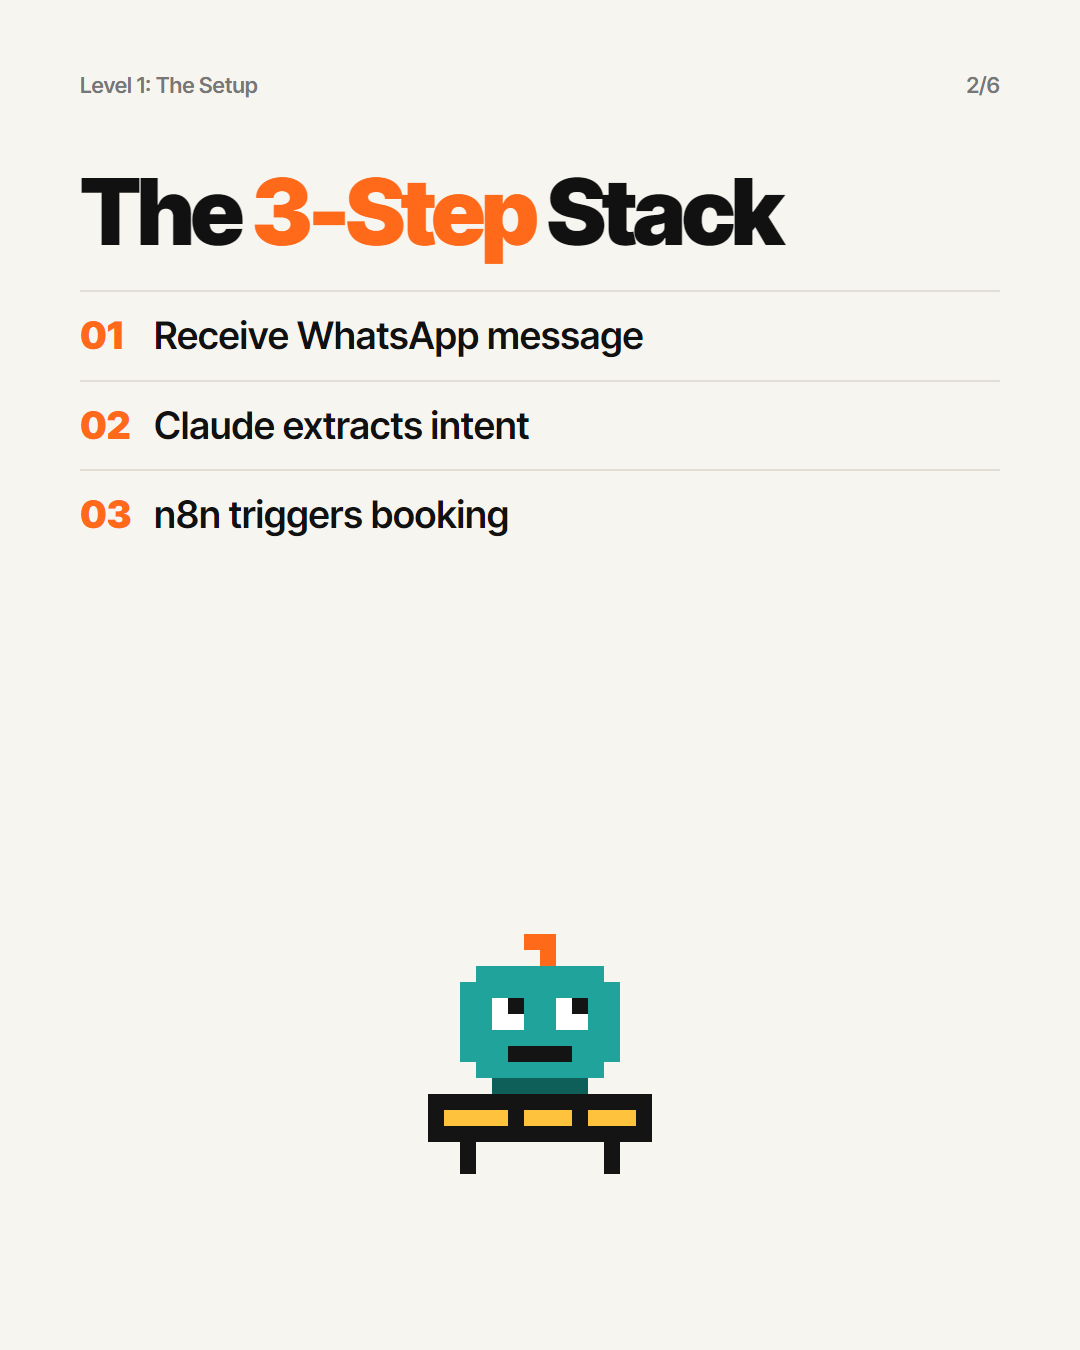 Level 1: The Setup
2/6
The 3-Step Stack
01 Receive WhatsApp message
02 Claude extracts intent
03 n8n triggers booking